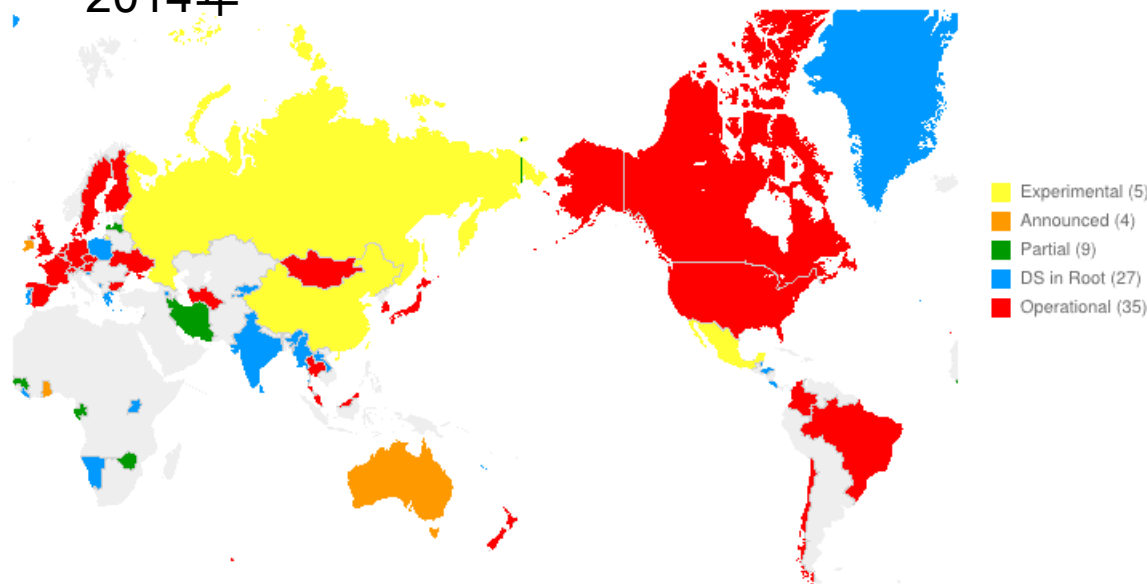 2014年
Experimental (5)
Announced (4)
Partial (9)
DS in Root (27)
Operational (35)